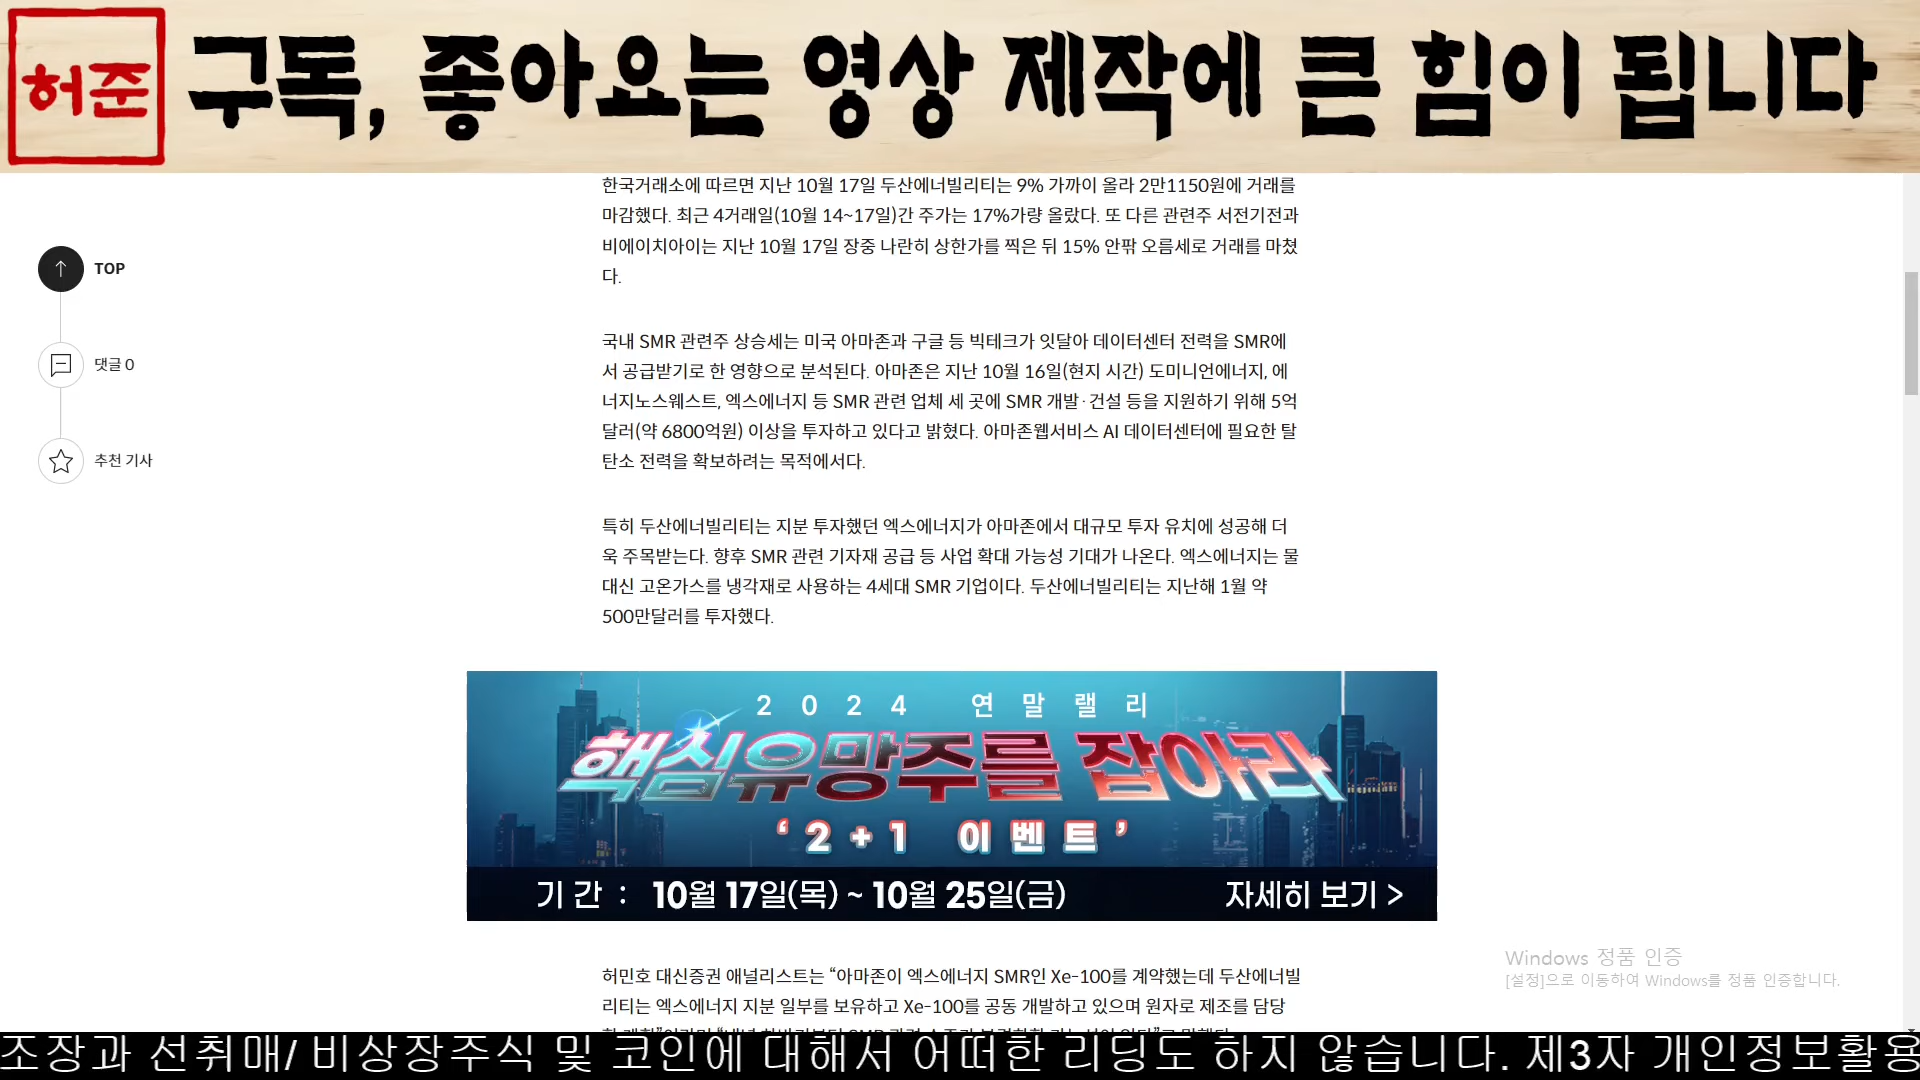 허준
구독, 좋아요는 영상 제작에 큰 힘이 됩니다
한국거래소에 따르면 지난 10월 17일 두산에너빌리티는 9% 가까이 올라 2만1150원에 거래를
마감했다. 최근 4거래일(10월 14~17일)간 주가는 17%가량 올랐다. 또 다른 관련주 서전기전과
비에이치아이는 지난 10월 17일 장중 나란히 상한가를 찍은 뒤 15% 안팎 오름세로 거래를 마쳤
다.
TOP
댓글 0
추천 기사
국내 SMR 관련주 상승세는 미국 아마존과 구글 등 빅테크가 잇달아 데이터센터 전력을 SMR에
서 공급받기로 한 영향으로 분석된다. 아마존은 지난 10월 16일(현지 시간) 도미니언에너지, 에
너지노스웨스트, 엑스에너지 등 SMR 관련 업체 세 곳에 SMR 개발·건설 등을 지원하기 위해 5억
달러(약 6800억원) 이상을 투자하고 있다고 밝혔다. 아마존웹서비스 AI 데이터센터에 필요한 탈
탄소 전력을 확보하려는 목적에서다.
특히 두산에너빌리티는 지분 투자했던 엑스에너지가 아마존에서 대규모 투자 유치에 성공해 더
욱 주목받는다. 향후 SMR 관련 기자재 공급 등 사업 확대 가능성 기대가 나온다. 엑스에너지는 물
대신 고온가스를 냉각재로 사용하는 4세대 SMR 기업이다. 두산에너빌리티는 지난해 1월 약
500만달러를 투자했다.
2024 연말랠리
핵심유망주를 잡아라
‘2+1 이벤트’
기 간 : 10월 17일(목) ~ 10월 25일(금)
자세히 보기 >
허민호 대신증권 애널리스트는 “아마존이 엑스에너지 SMR인 Xe-100를 계약했는데 두산에너빌
리티는 엑스에너지 지분 일부를 보유하고 Xe-100를 공동 개발하고 있으며 원자로 제조를 담당
Windows 정품 인증
[설정]으로 이동하여 Windows를 정품 인증합니다.
조장과 선취매/ 비상장주식 및 코인에 대해서 어떠한 리딩도 하지 않습니다. 제3자 개인정보활용